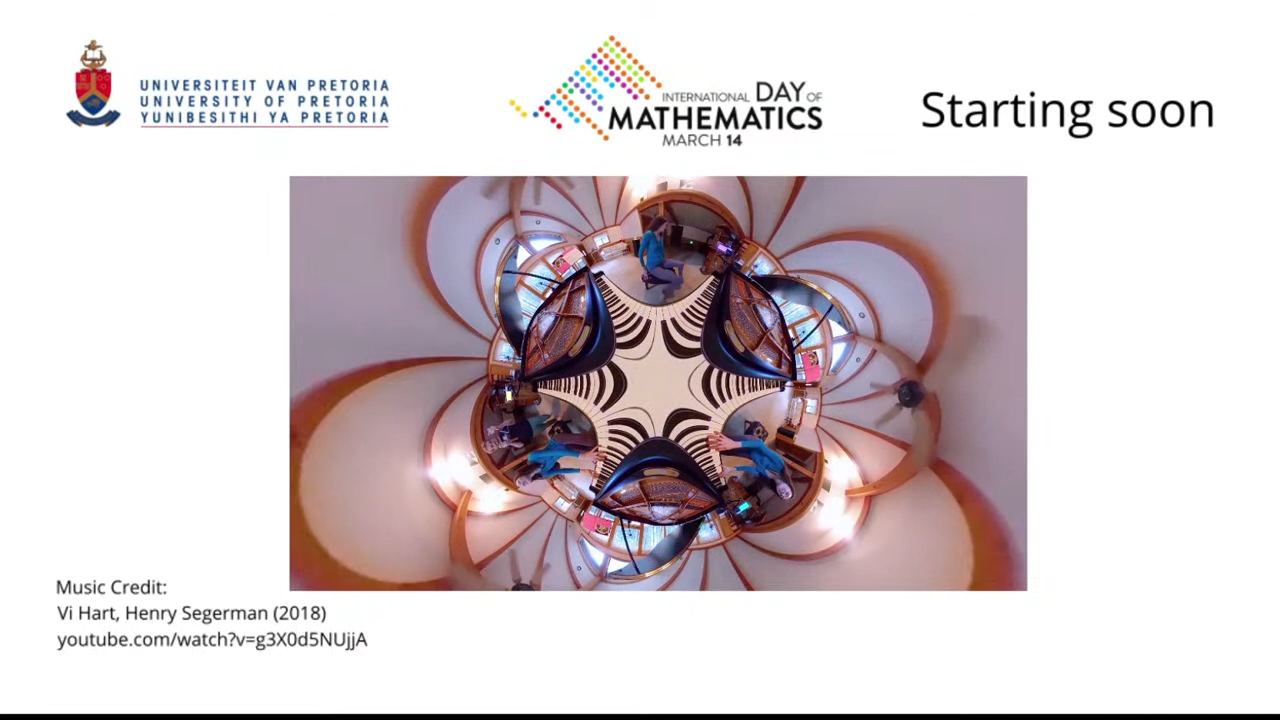 UNIVERSITEIT VAN PRETORIA
UNIVERSITY OF PRETORIA
YUNIBESITHI YA PRETORIA
INTERNATIONAL DAY OF
MATHEMATICS
MARCH 14
Starting soon
Music Credit:
Vi Hart, Henry Segerman (2018)
youtube.com/watch?v=g3X0d5NUjjA